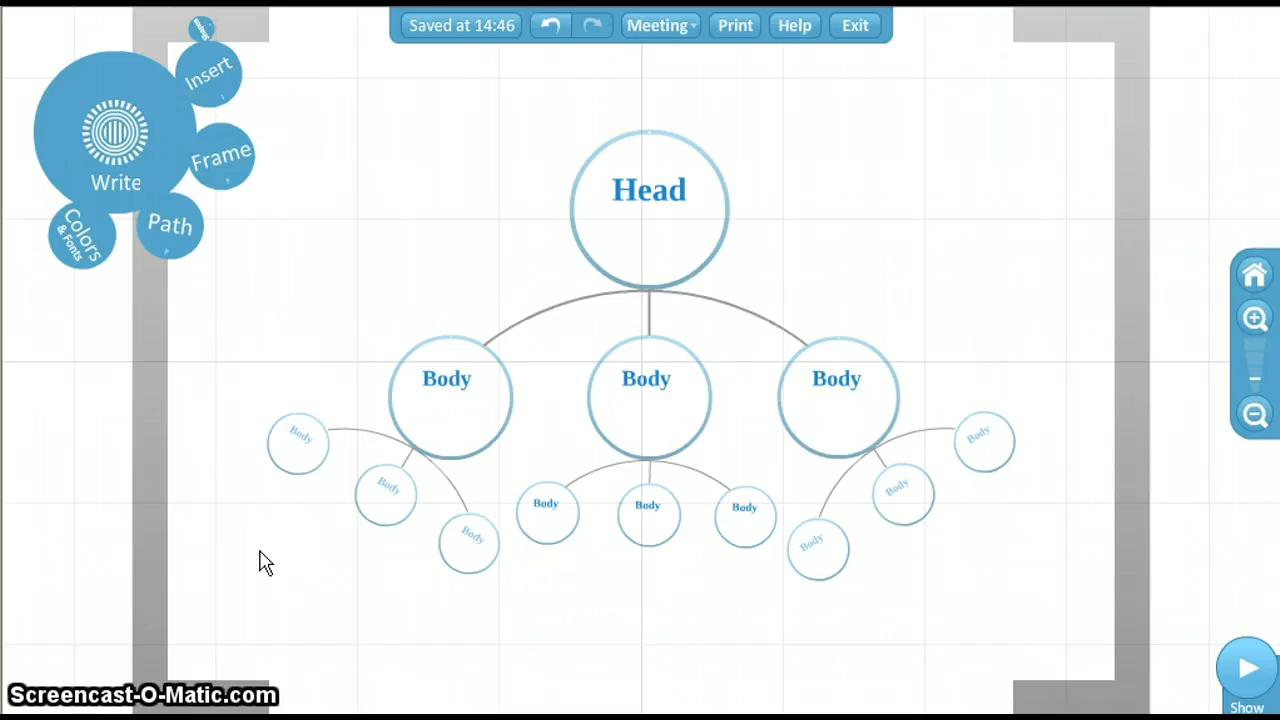 Saved at 14:46
Meeting
Print
Help
Exit
Insert
Frame
Write
Path
Colors
& Fonts
Head
Body
Body
Body
Body
Body
Body
Body
Body
Body
Body
Body
Body
Show
Screencast-O-Matic.com